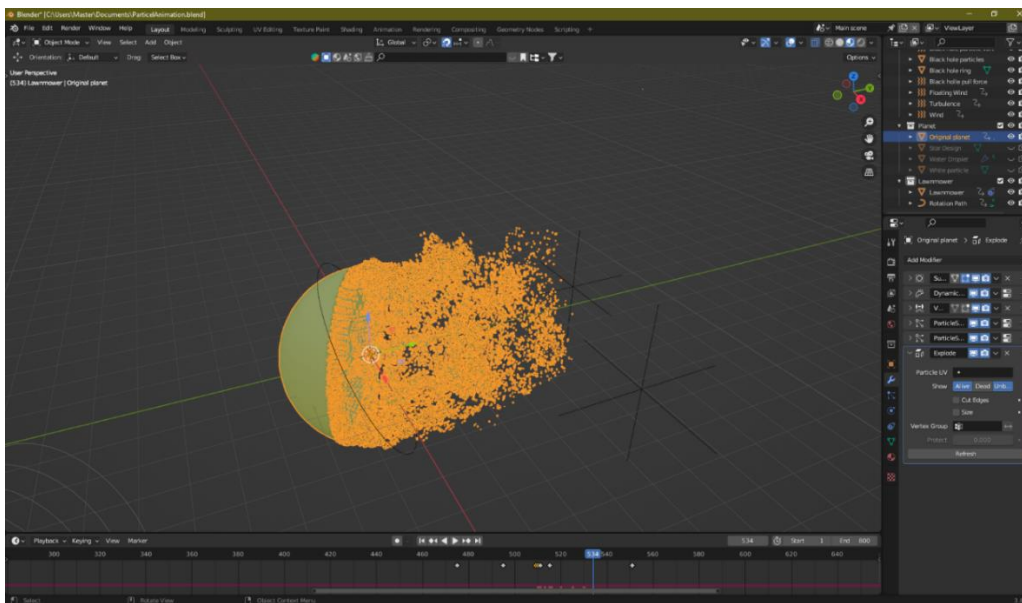 Blender* [C:\Users\Master\Documents\ParticelAnimation.blend]
File Edit Render Window Help Layout Modeling Sculpting UV Editing Texture Paint Shading Animation Rendering Compositing Geometry Nodes Scripting + Main scene ViewLayer
Object Mode View Select Add Object Global
Orientation: Default Drag: Select Box Options
User Perspective
(534) Lawnmower | Original planet
Black hole particles
Black hole ring
Black hole pull force
Floating Wind
Turbulence
Wind
Planet
Original planet
Star Design
Water Droplet
White particle
Lawnmower
Lawnmower
Rotation Path
Original planet > Explode
Add Modifier
Su...
Dynamic...
V...
ParticleS...
ParticleS...
Explode
Particle UV
Show Alive Dead Unb...
Cut Edges
Size
Vertex Group
Protect 0.000
Refresh
Playback Keying View Marker 534 Start 1 End 600
300 320 340 360 380 400 420 440 460 480 500 520 534 540 560 580 600 620 640
Select Rotate View Object Context Menu